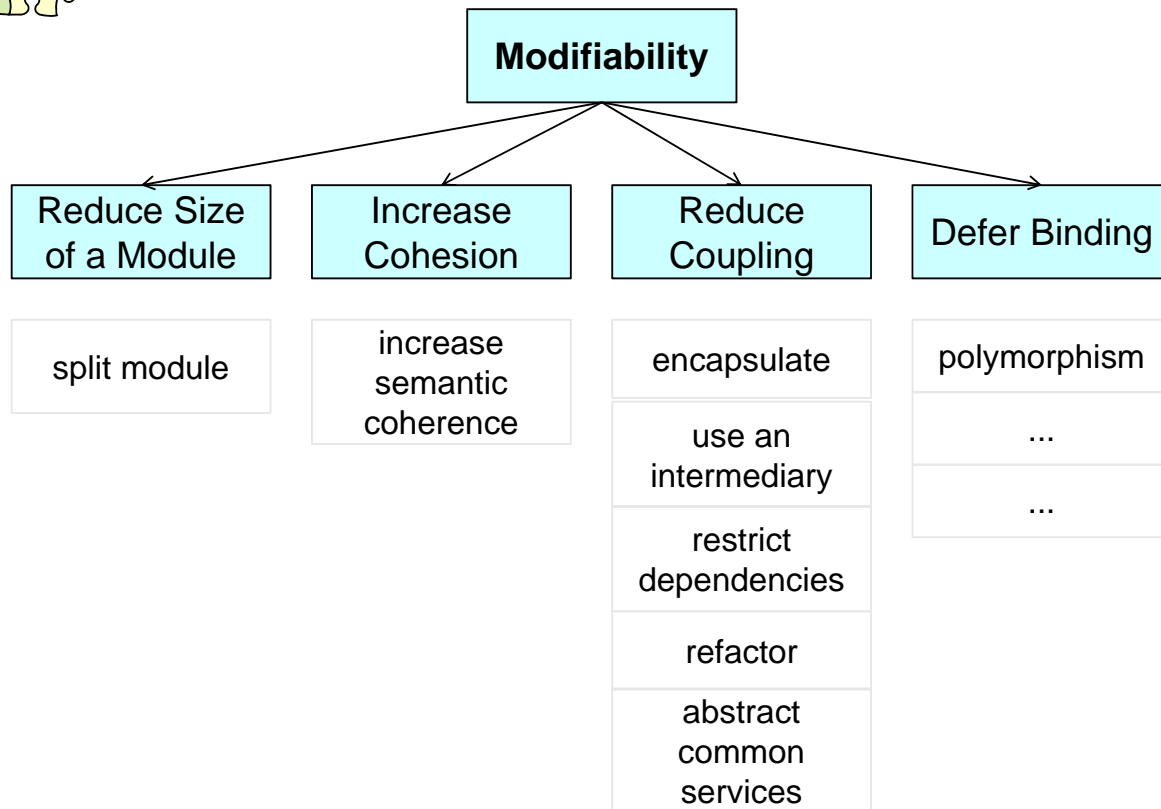 Modifiability
Reduce Size
of a Module
Increase
Cohesion
Reduce
Coupling
Defer Binding
split module
increase
semantic
coherence
encapsulate
use an
intermediary
restrict
dependencies
refactor
abstract
common
services
polymorphism
...
...